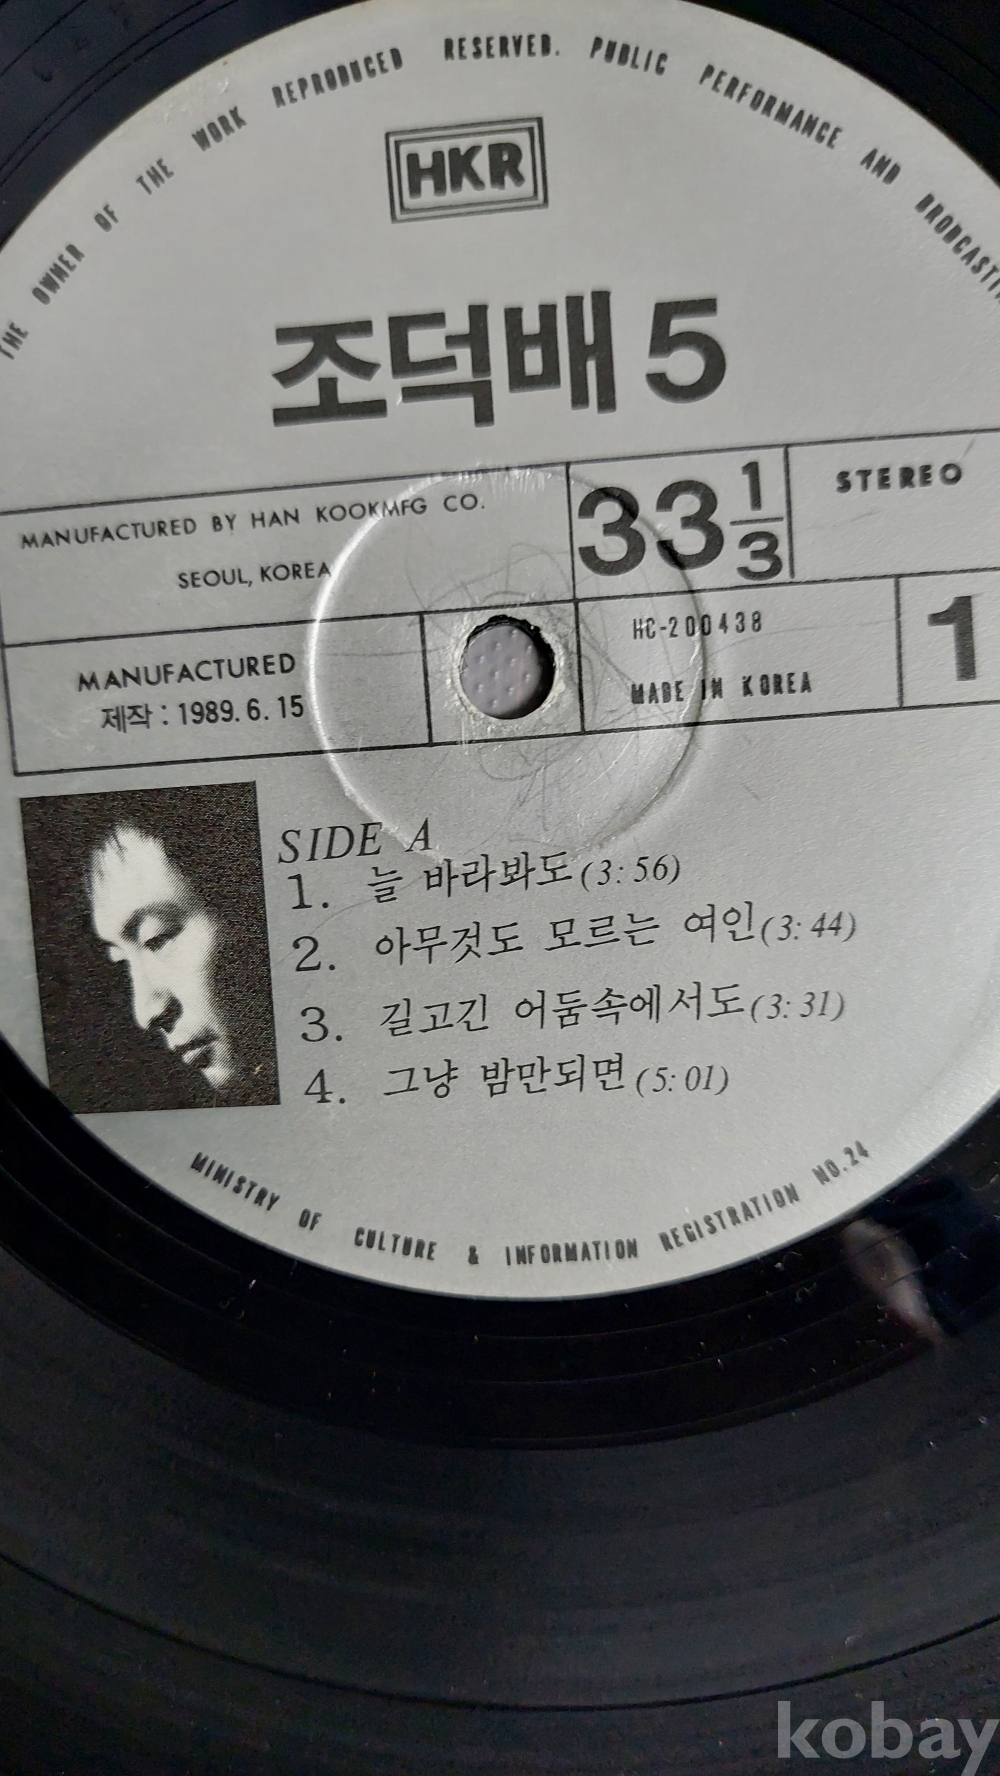 THE OWNER OF THE WORK REPRODUCED RESERVED. PUBLIC PERFORMANCE AND BRODCASTI
HKR
조덕배 5
MANUFACTURED BY HAN KOOKMFG CO.
SEOUL, KOREA
33 1/3
STEREO
MANUFACTURED
제작 : 1989. 6. 15
HC-200438
MADE IN KOREA
1
SIDE A
1. 늘 바라봐도 (3:56)
2. 아무것도 모르는 여인 (3:44)
3. 길고긴 어둠속에서도 (3:31)
4. 그냥 밤만되면 (5:01)
MINISTRY OF CULTURE & INFORMATION REGISTRATION NO.24
kobay